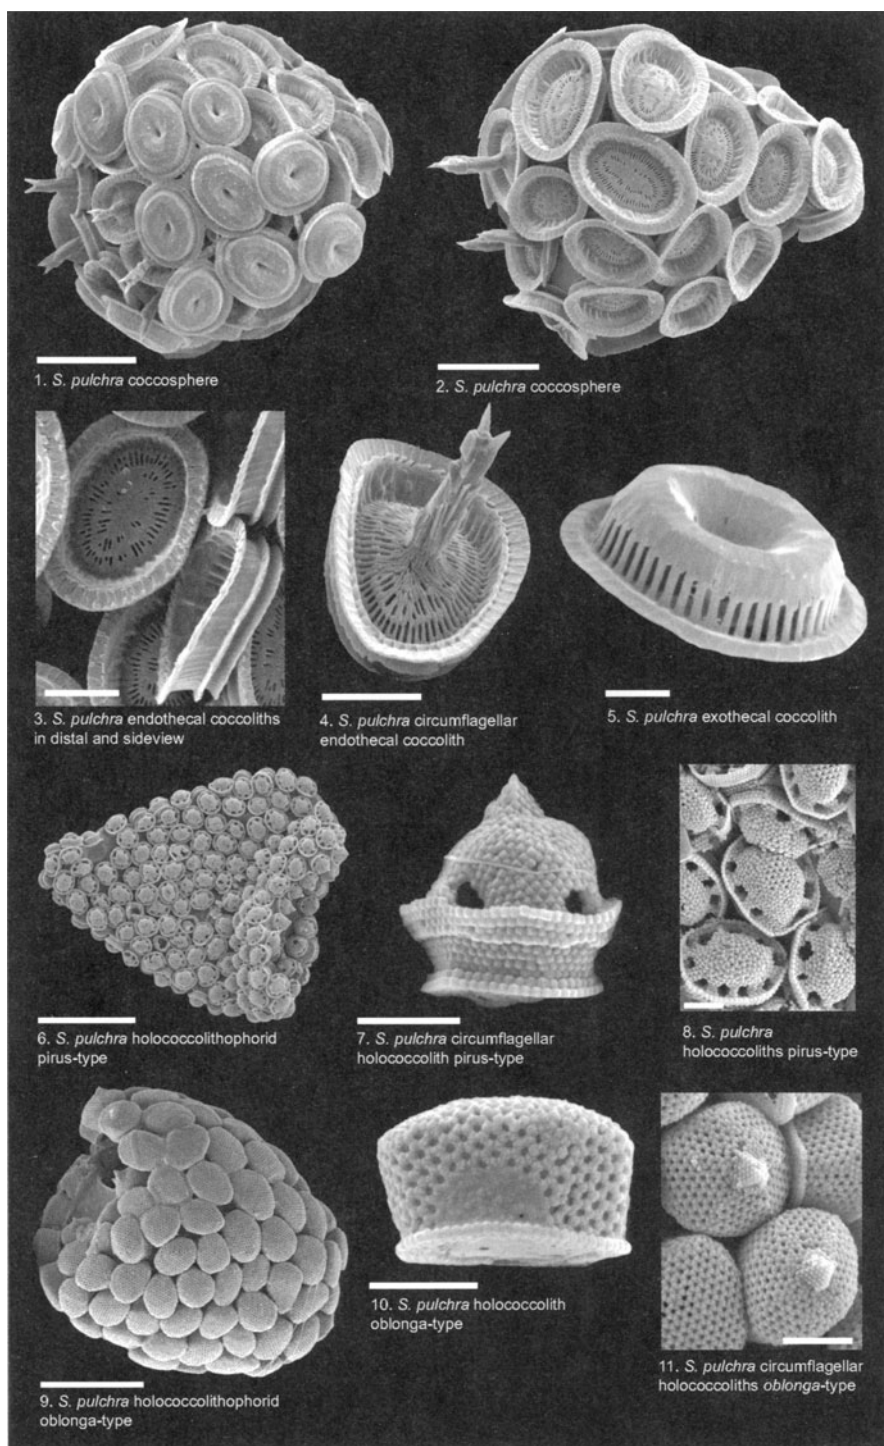 1. S. pulchra coccosphere
2. S. pulchra coccosphere
3. S. pulchra endothecal coccoliths
in distal and sideview
4. S. pulchra circumflagellar
endothecal coccolith
5. S. pulchra exothecal coccolith
6. S. pulchra holococcolithophorid
pirus-type
7. S. pulchra circumflagellar
holococcolith pirus-type
8. S. pulchra
holococcoliths pirus-type
9. S. pulchra holococcolithophorid
oblonga-type
10. S. pulchra holococcolith
oblonga-type
11. S. pulchra circumflagellar
holococcoliths oblonga-type